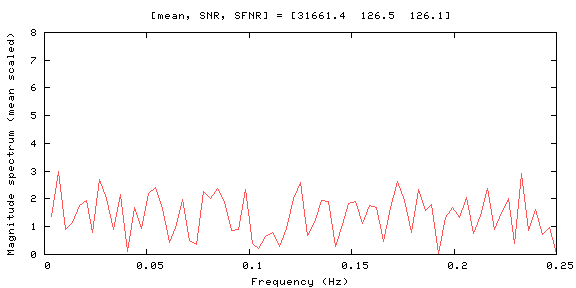 [mean, SNR, SFNR] = [31661.4  126.5  126.1]
8
7
6
5
4
3
2
1
0
Magnitude spectrum (mean scaled)
0 0.05 0.1 0.15 0.2 0.25
Frequency (Hz)